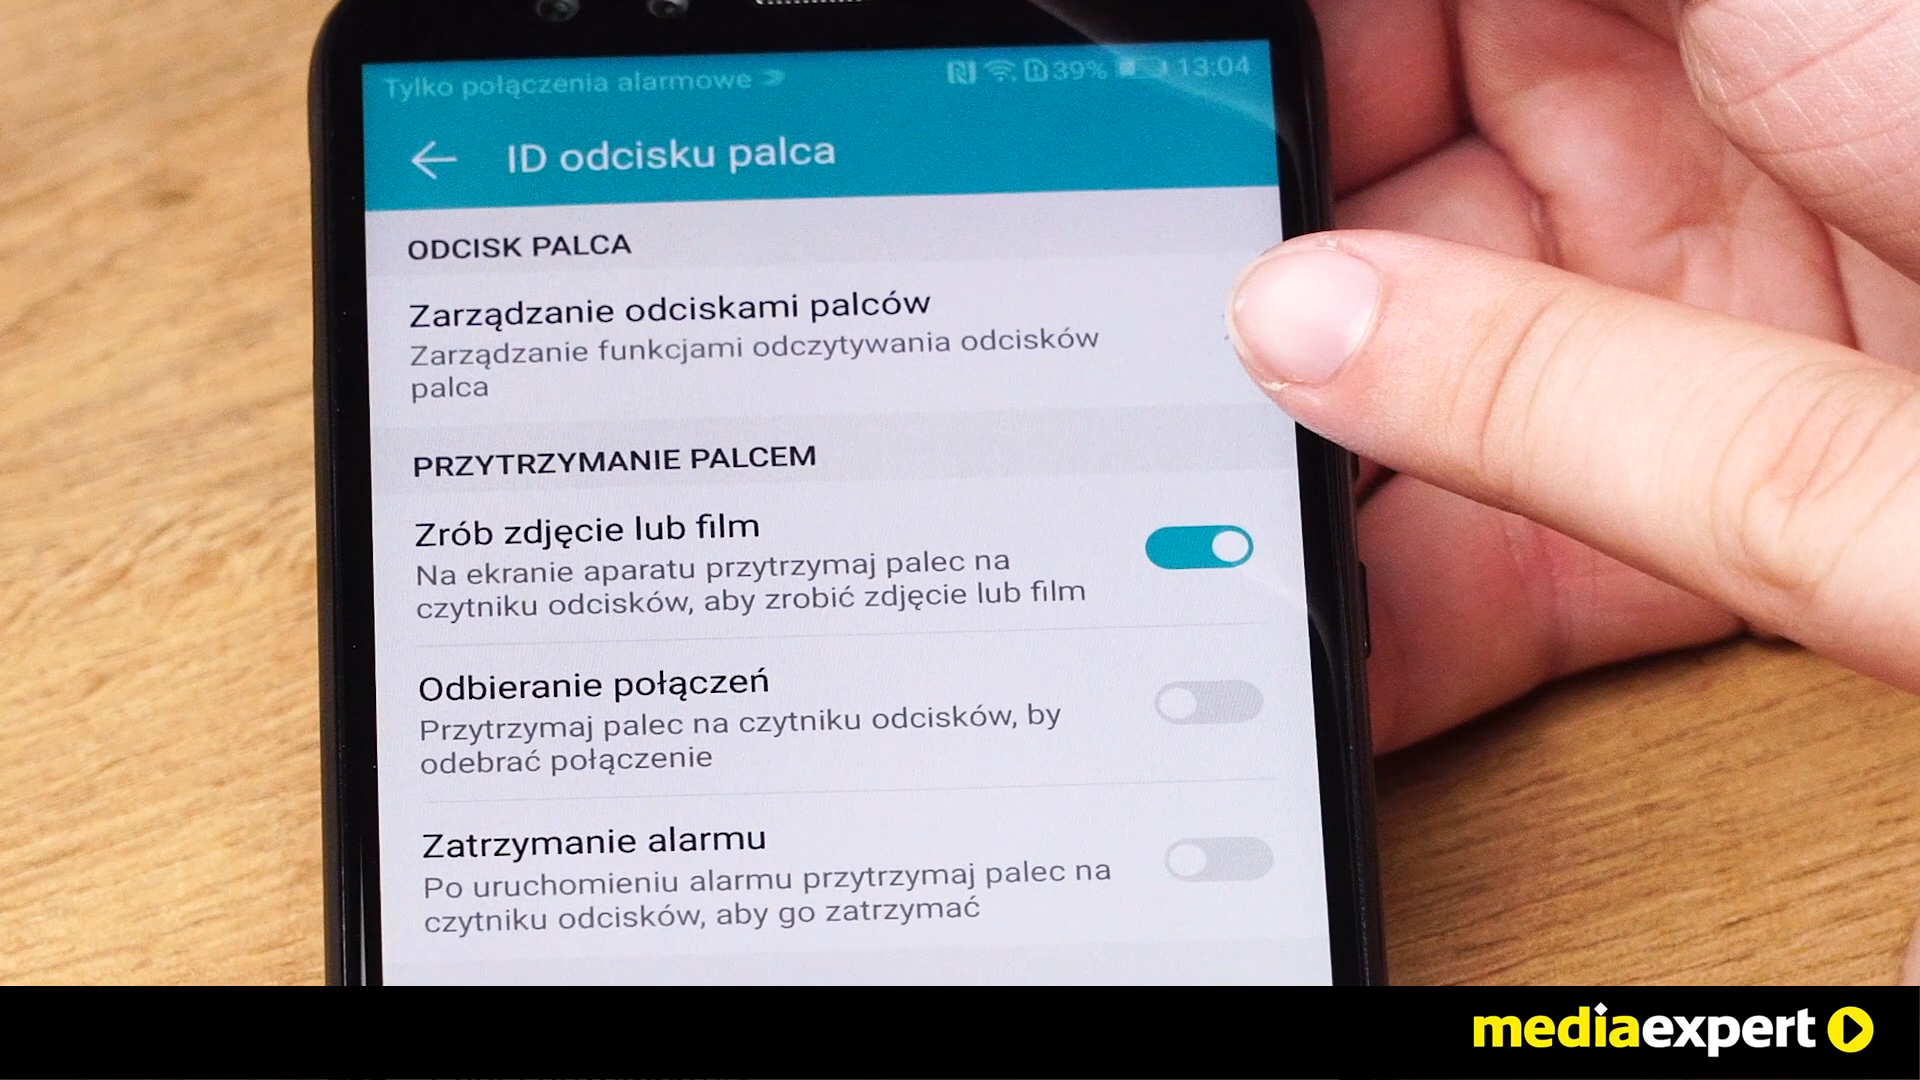 Tylko połączenia alarmowe 39% 13:04
ID odcisku palca
ODCISK PALCA
Zarządzanie odciskami palców
Zarządzanie funkcjami odczytywania odcisków
palca
PRZYTRZYMANIE PALCEM
Zrób zdjęcie lub film
Na ekranie aparatu przytrzymaj palec na
czytniku odcisków, aby zrobić zdjęcie lub film
Odbieranie połączeń
Przytrzymaj palec na czytniku odcisków, by
odebrać połączenie
Zatrzymanie alarmu
Po uruchomieniu alarmu przytrzymaj palec na
czytniku odcisków, aby go zatrzymać
mediaexpert